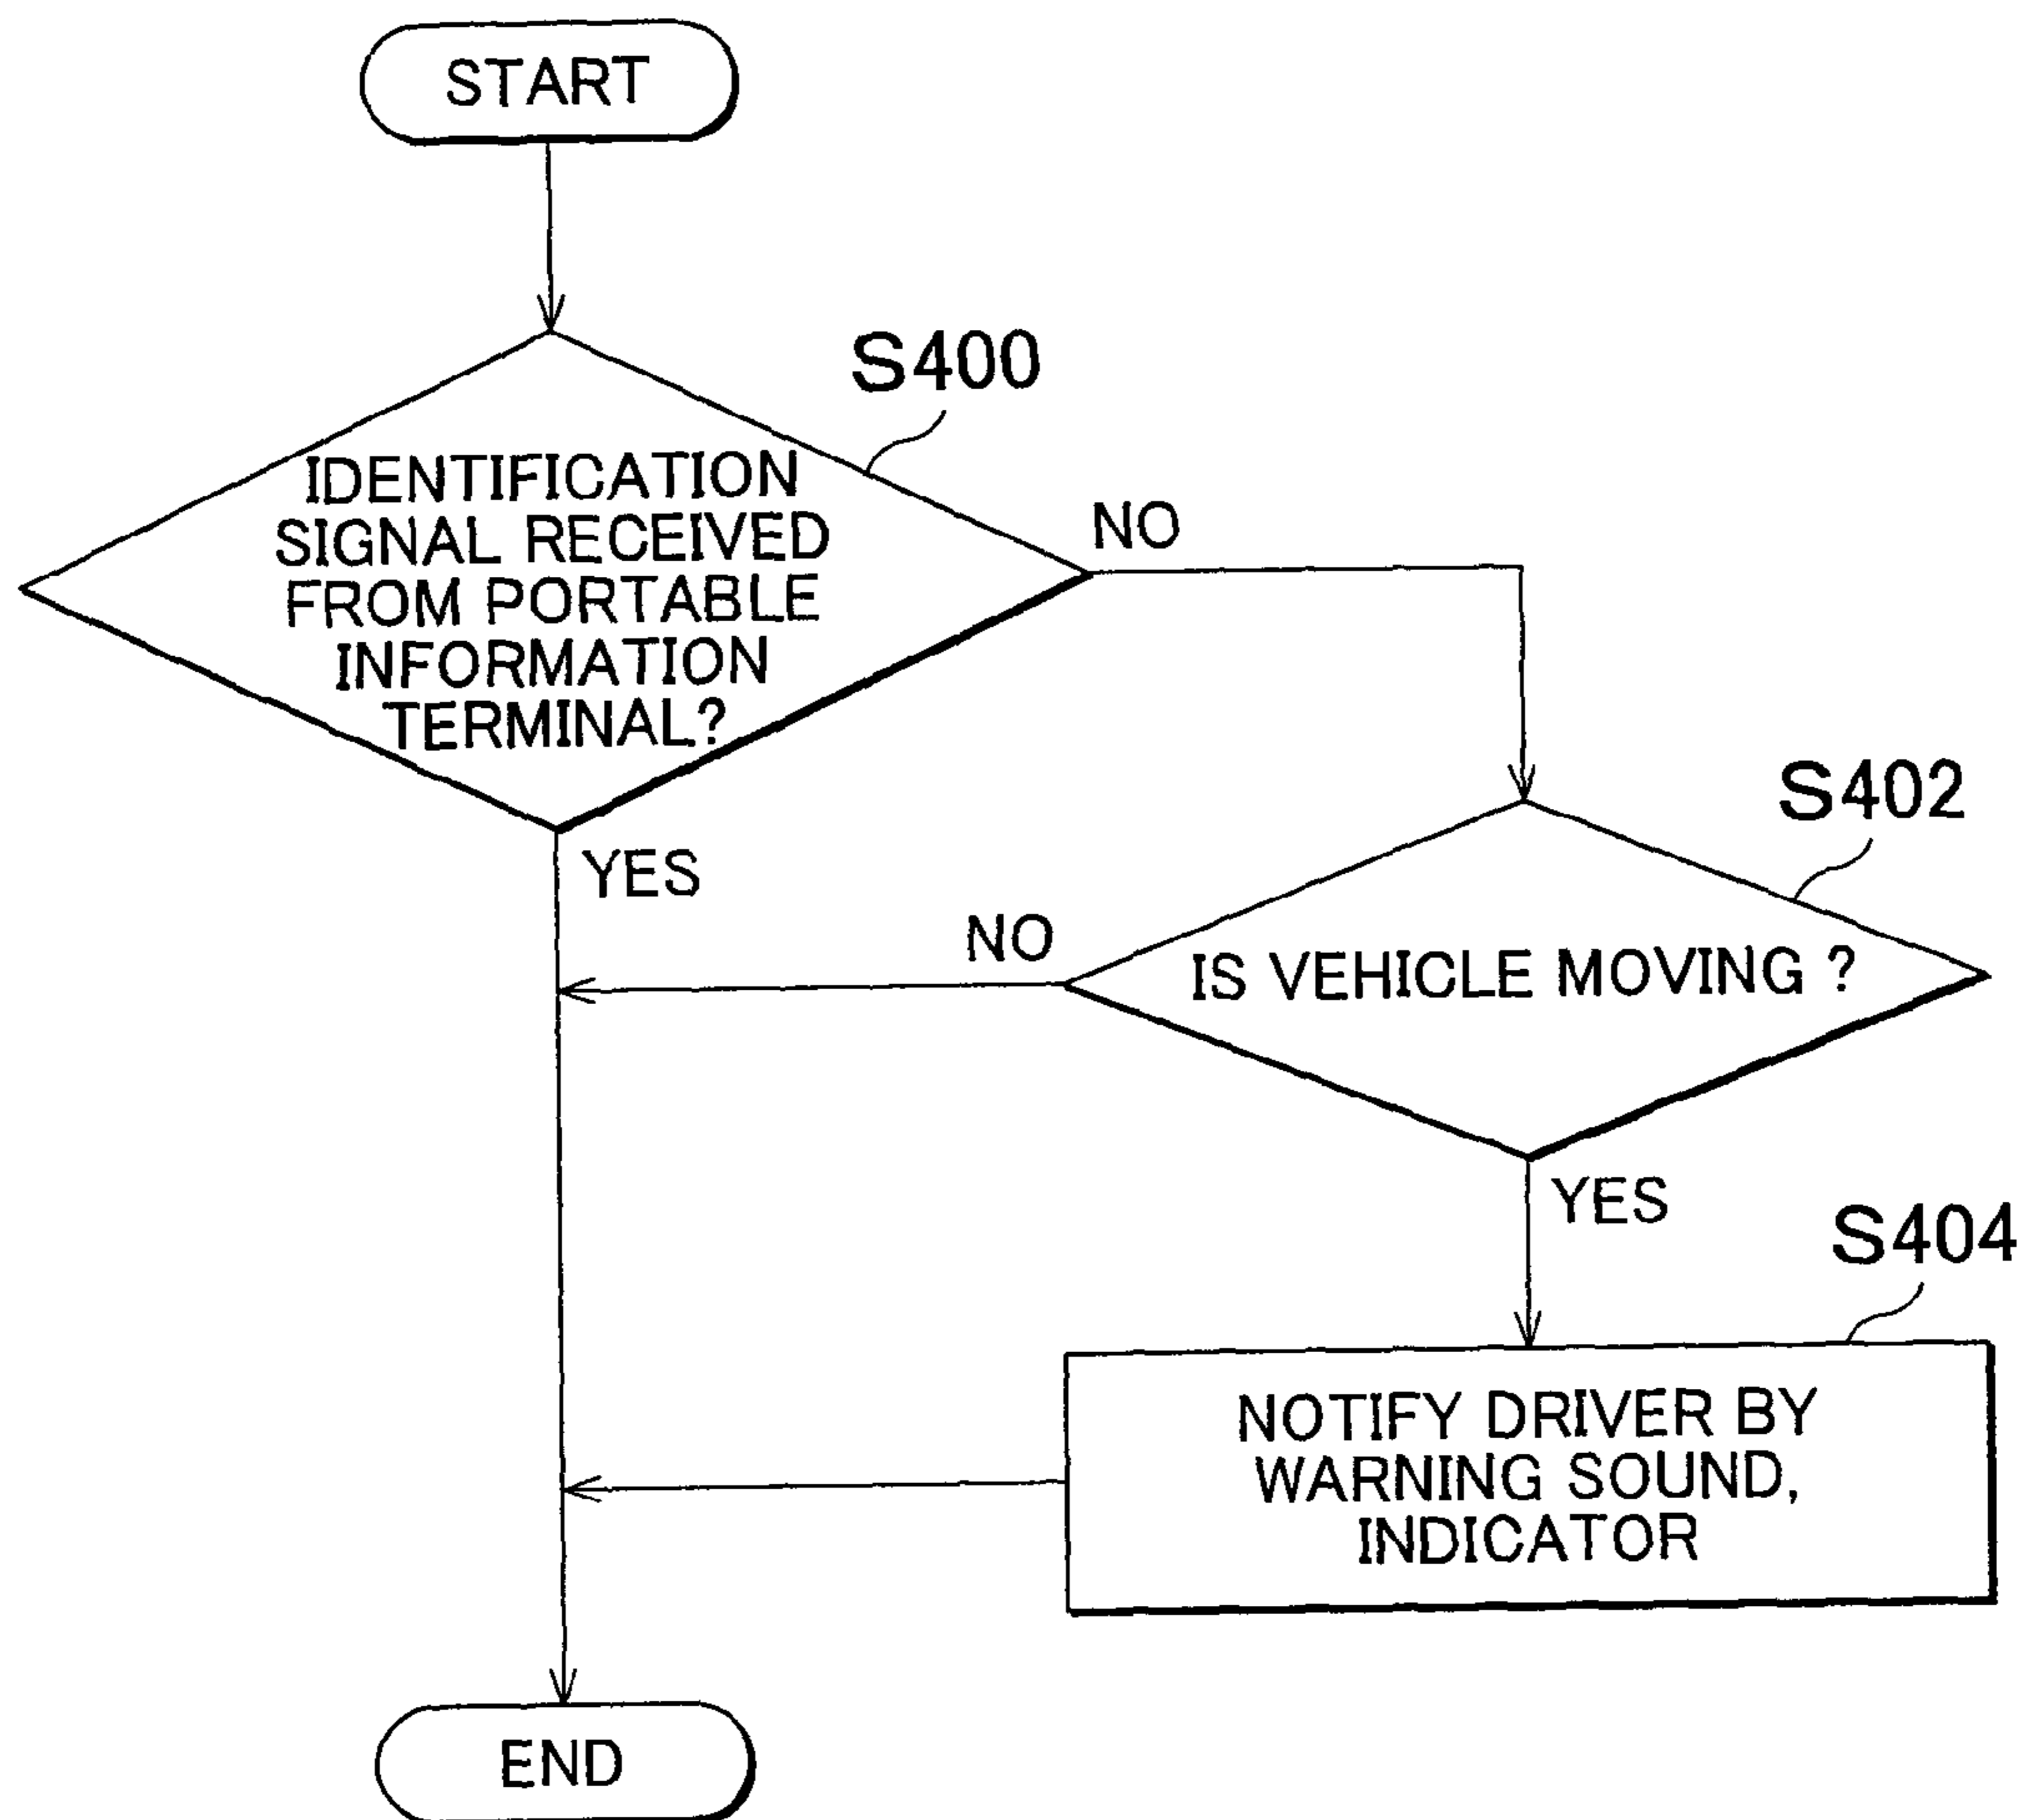 START
S400
IDENTIFICATION
SIGNAL RECEIVED
FROM PORTABLE
INFORMATION
TERMINAL?
NO
YES
S402
NO
IS VEHICLE MOVING ?
YES
S404
NOTIFY DRIVER BY
WARNING SOUND,
INDICATOR
END